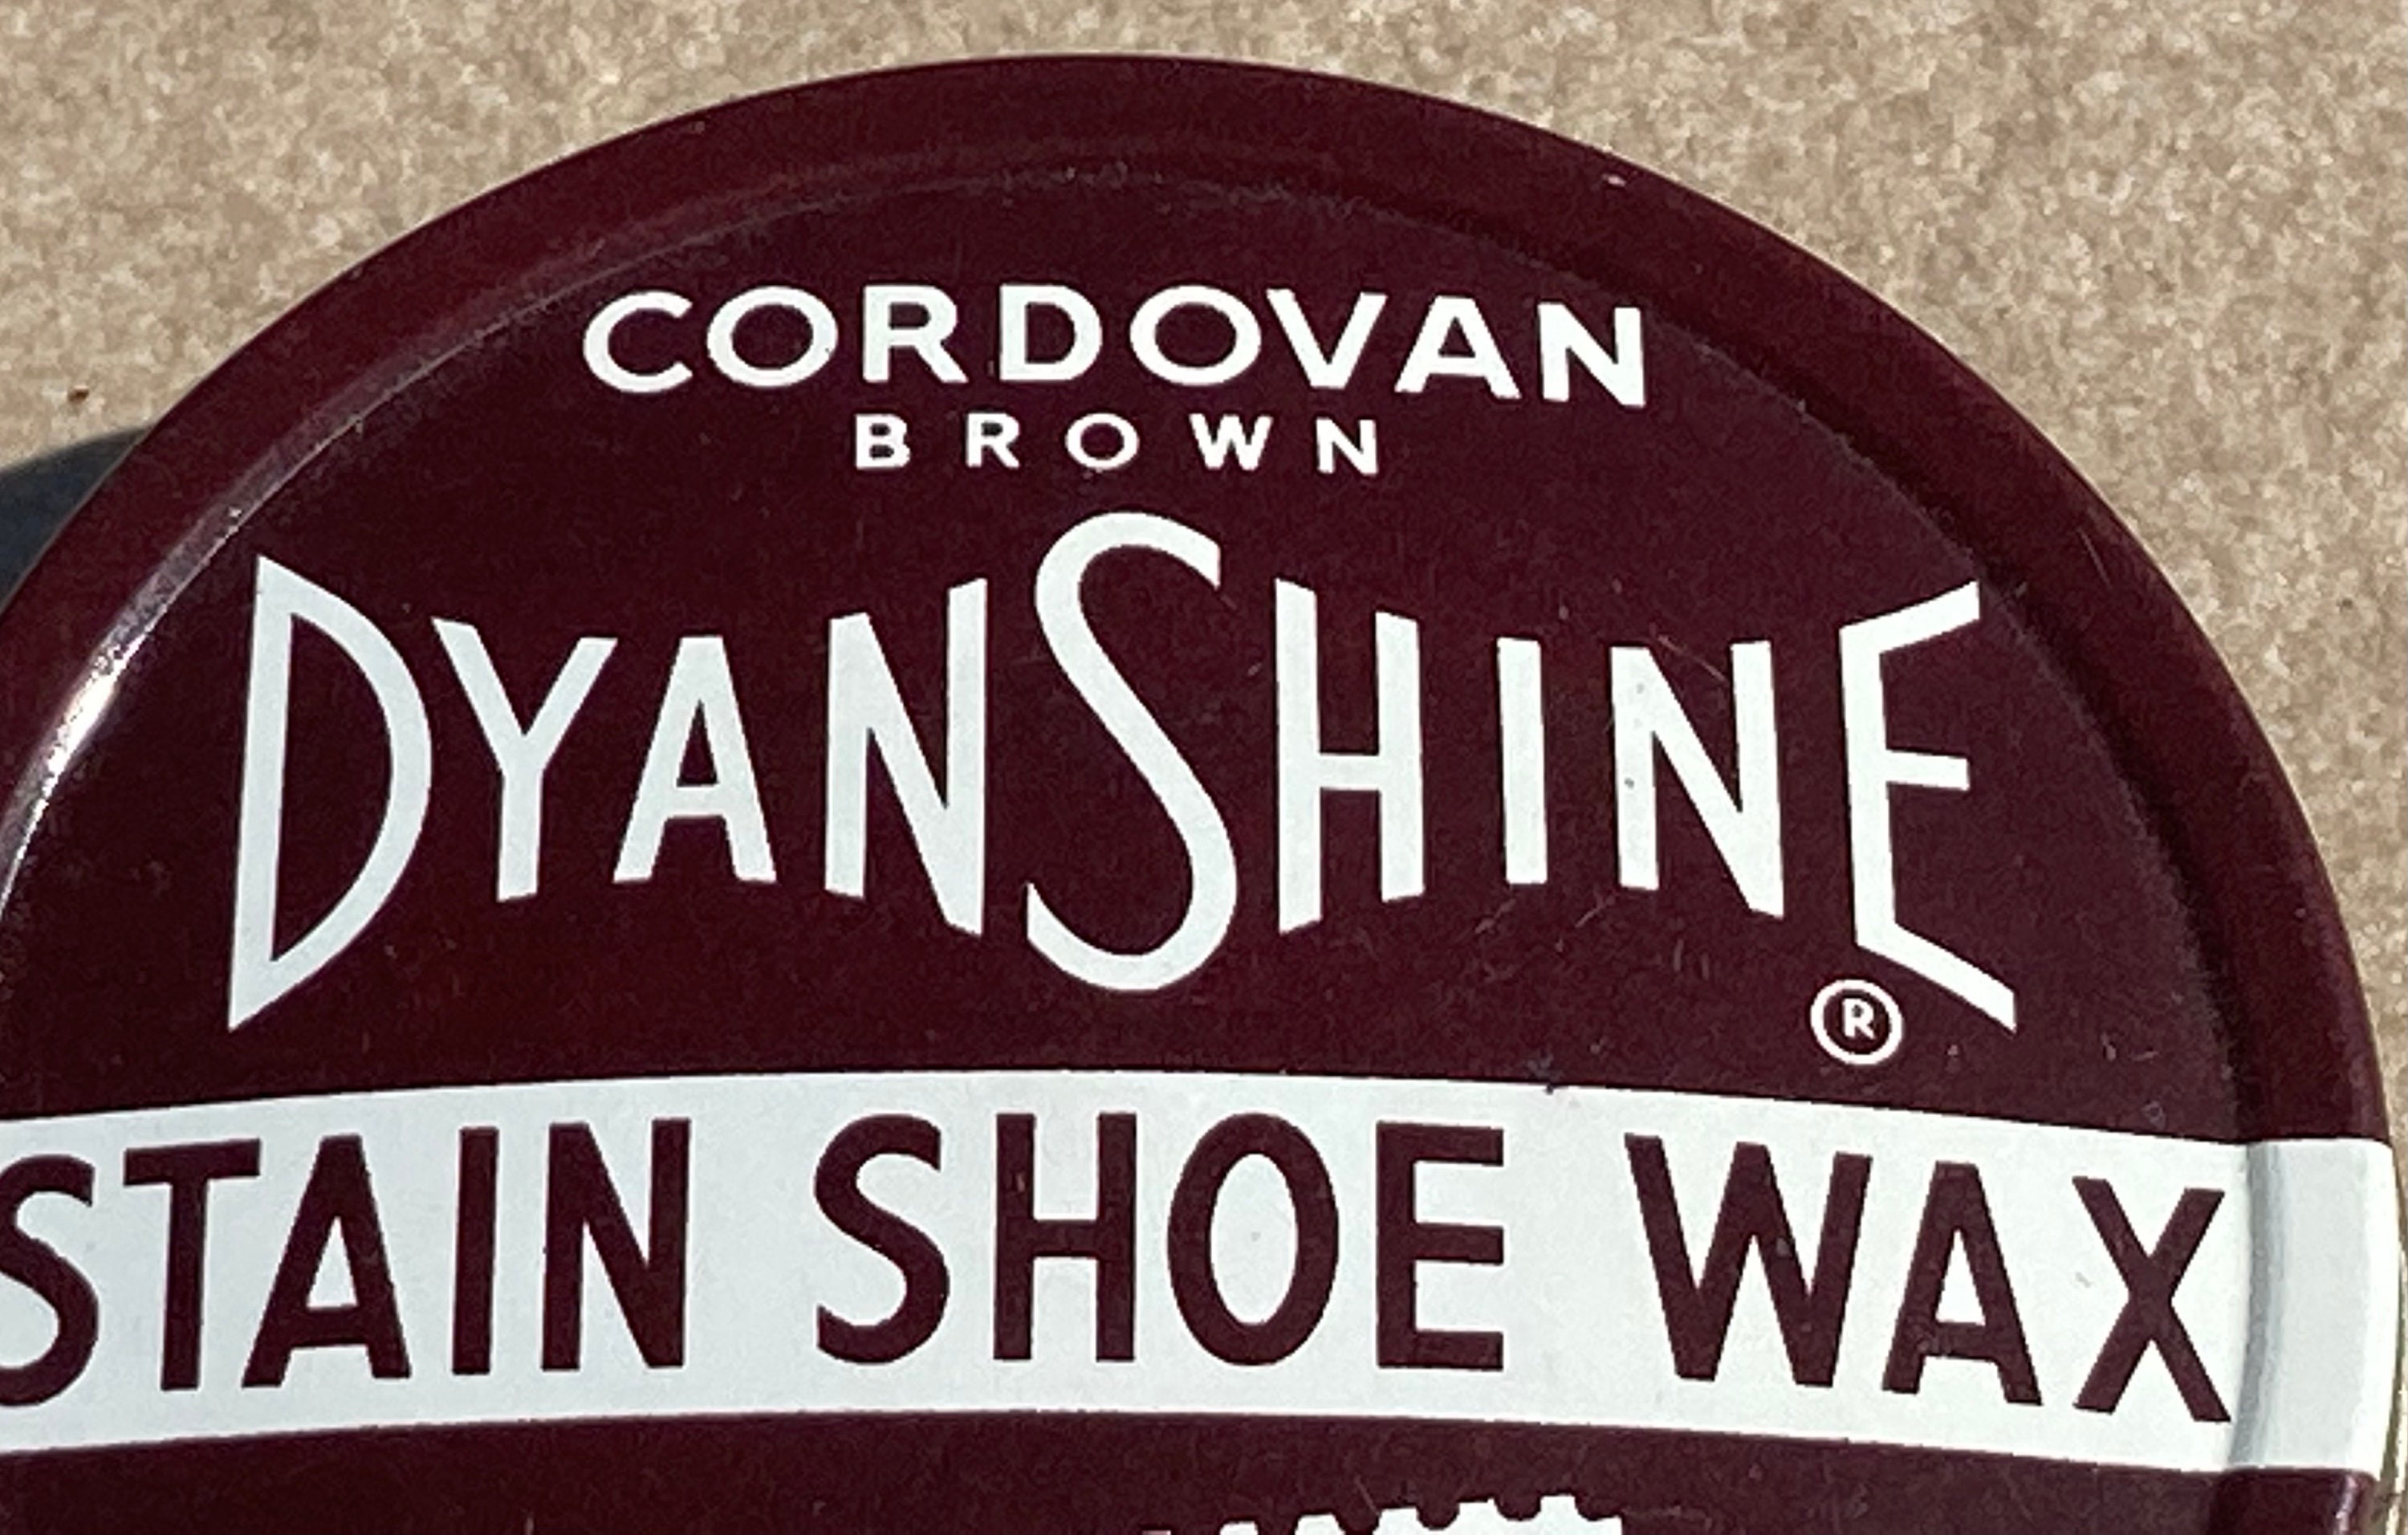 CORDOVAN
BROWN
DYANSHINE
®
STAIN SHOE WAX